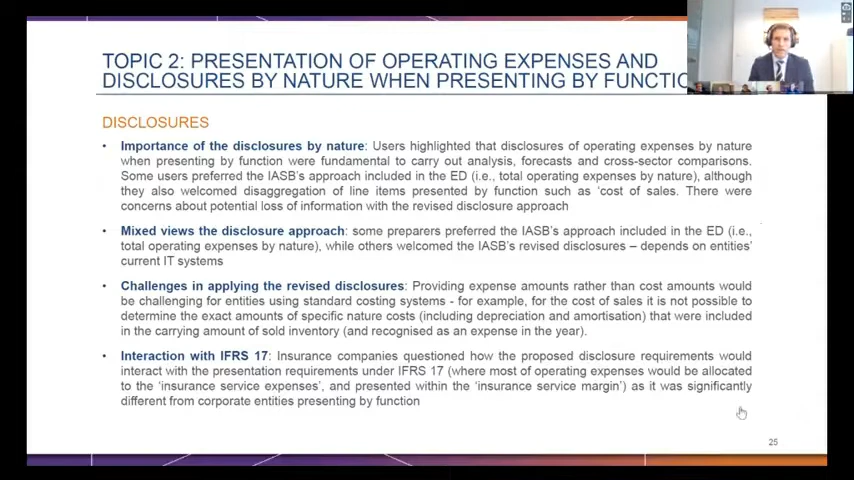 TOPIC 2: PRESENTATION OF OPERATING EXPENSES AND
DISCLOSURES BY NATURE WHEN PRESENTING BY FUNCTIO
DISCLOSURES
• Importance of the disclosures by nature: Users highlighted that disclosures of operating expenses by nature
when presenting by function were fundamental to carry out analysis, forecasts and cross-sector comparisons.
Some users preferred the IASB's approach included in the ED (i.e., total operating expenses by nature), although
they also welcomed disaggregation of line items presented by function such as 'cost of sales. There were
concerns about potential loss of information with the revised disclosure approach
• Mixed views the disclosure approach: some preparers preferred the IASB's approach included in the ED (i.e.,
total operating expenses by nature), while others welcomed the IASB's revised disclosures – depends on entities'
current IT systems
• Challenges in applying the revised disclosures: Providing expense amounts rather than cost amounts would
be challenging for entities using standard costing systems - for example, for the cost of sales it is not possible to
determine the exact amounts of specific nature costs (including depreciation and amortisation) that were included
in the carrying amount of sold inventory (and recognised as an expense in the year).
• Interaction with IFRS 17: Insurance companies questioned how the proposed disclosure requirements would
interact with the presentation requirements under IFRS 17 (where most of operating expenses would be allocated
to the 'insurance service expenses', and presented within the 'insurance service margin') as it was significantly
different from corporate entities presenting by function
25